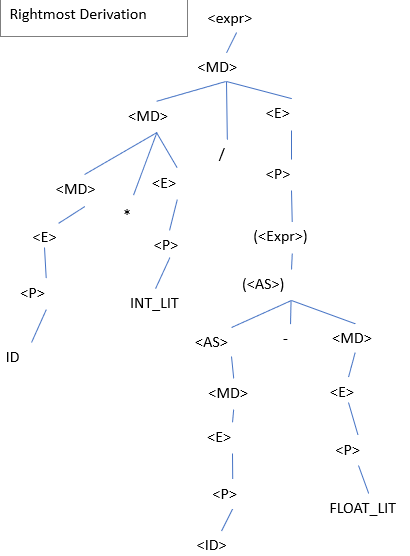 Rightmost Derivation
<expr>
<MD>
<MD>
<E>
/
<MD>
<E>
<P>
*
<E>
<P>
(<Expr>)
<P>
INT_LIT
(<AS>)
ID
<AS>
-
<MD>
<MD>
<E>
<E>
<P>
<P>
FLOAT_LIT
<ID>